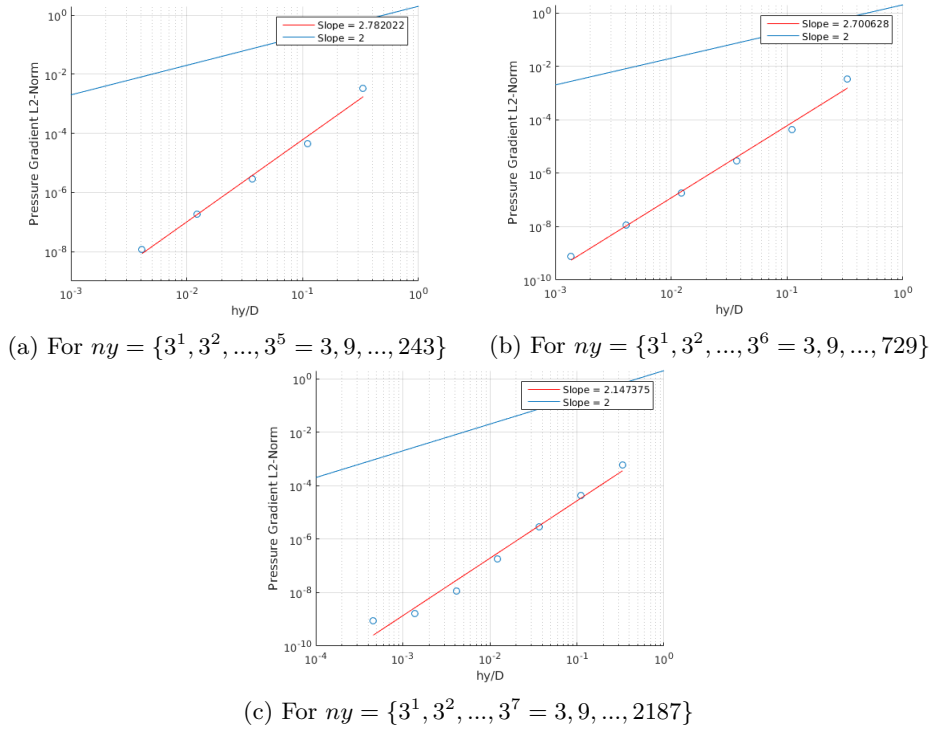 10^0
10^-2
10^-4
10^-6
10^-8
Pressure Gradient L2-Norm
Slope = 2.782022
Slope = 2
10^-3
10^-2
10^-1
10^0
hy/D
(a) For ny = {3^1, 3^2, ..., 3^5 = 3, 9, ..., 243}
10^0
10^-2
10^-4
10^-6
10^-8
10^-10
Pressure Gradient L2-Norm
Slope = 2.700628
Slope = 2
10^-3
10^-2
10^-1
10^0
hy/D
(b) For ny = {3^1, 3^2, ..., 3^6 = 3, 9, ..., 729}
10^0
10^-2
10^-4
10^-6
10^-8
10^-10
Pressure Gradient L2-Norm
Slope = 2.147375
Slope = 2
10^-4
10^-3
10^-2
10^-1
10^0
hy/D
(c) For ny = {3^1, 3^2, ..., 3^7 = 3, 9, ..., 2187}